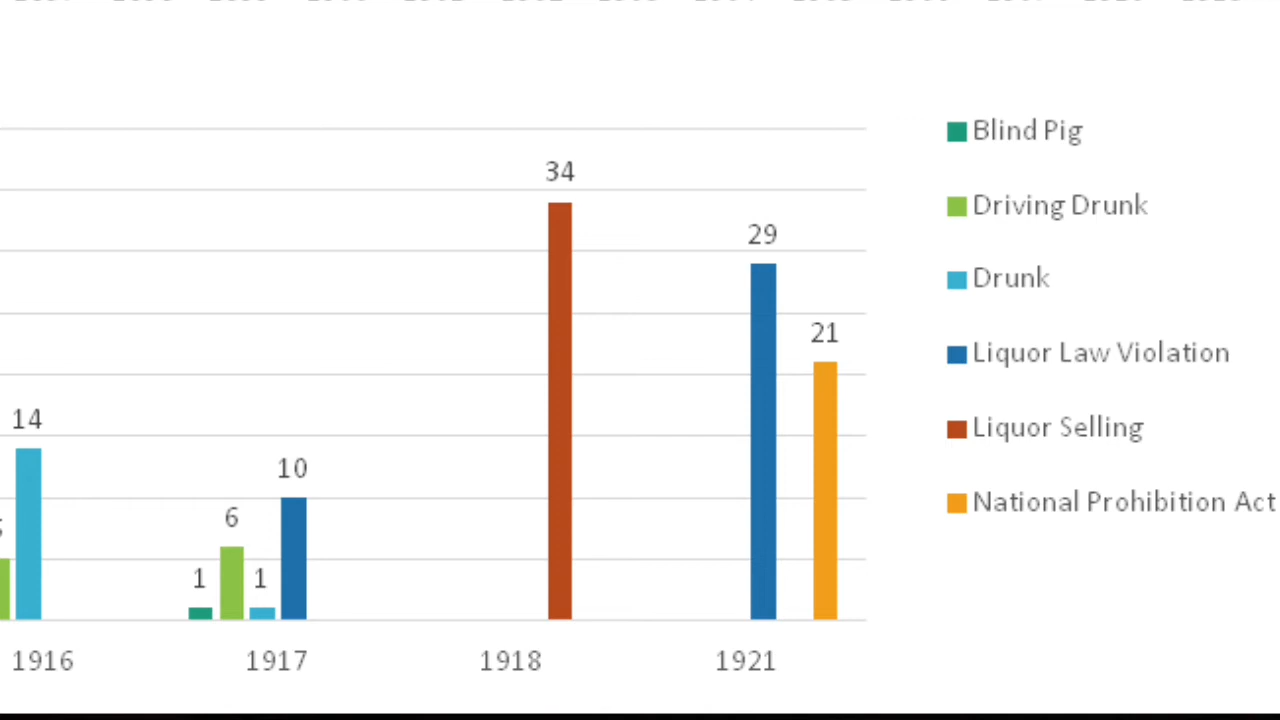 Blind Pig
34
Driving Drunk
29
Drunk
21
Liquor Law Violation
14
Liquor Selling
10
National Prohibition Act
6
1
1
1916 1917 1918 1921